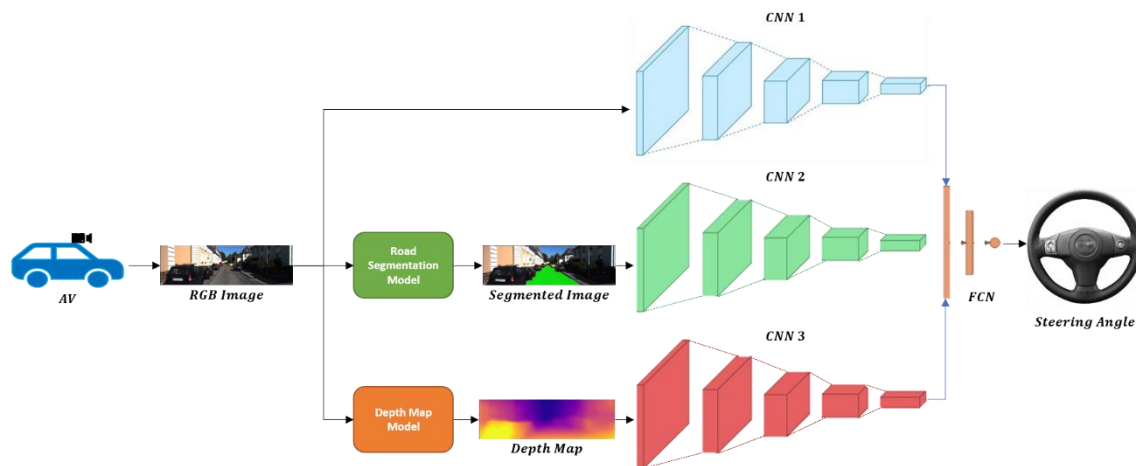 CNN 1
CNN 2
Road
Segmentation
Model
AV
RGB Image
Segmented Image
FCN
Steering Angle
CNN 3
Depth Map
Model
Depth Map